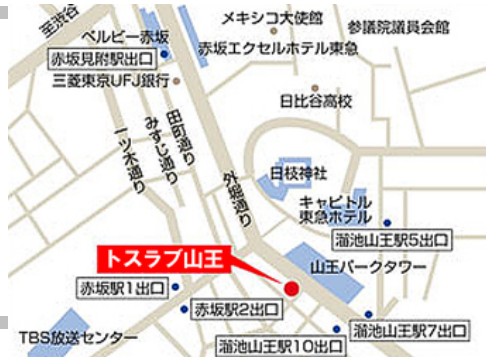 至渋谷
メキシコ大使館
参議院議員会館
ベルビー赤坂
赤坂エクセルホテル東急
赤坂見附駅出口
三菱東京UFJ銀行
日比谷高校
田町通り
みすじ通り
一ツ木通り
外堀通り
日枝神社
キャピトル
東急ホテル
溜池山王駅5出口
トスラブ山王
山王パークタワー
赤坂駅1出口
赤坂駅2出口
溜池山王駅7出口
TBS放送センター
溜池山王駅10出口